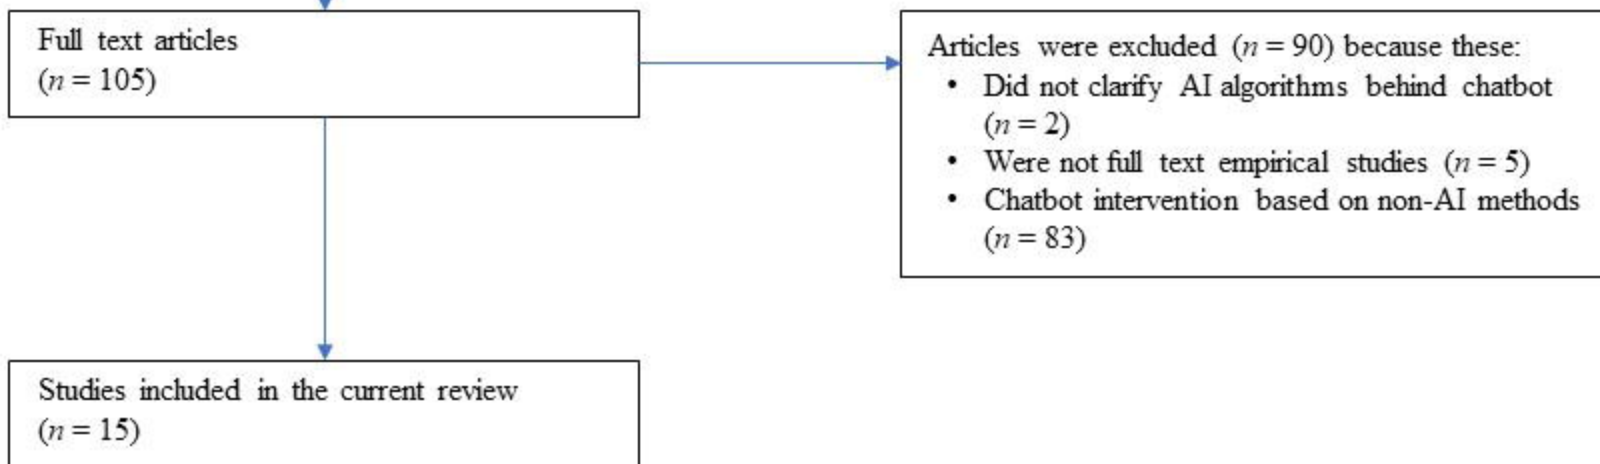 Full text articles
(n = 105)
Articles were excluded (n = 90) because these:
• Did not clarify AI algorithms behind chatbot
(n = 2)
• Were not full text empirical studies (n = 5)
• Chatbot intervention based on non-AI methods
(n = 83)
Studies included in the current review
(n = 15)